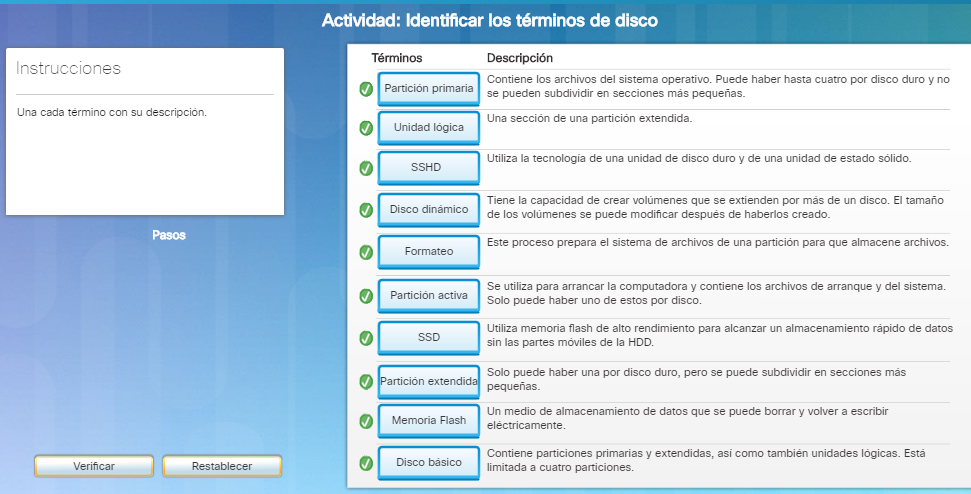 Actividad: Identificar los términos de disco
Instrucciones
Una cada término con su descripción.
Pasos
Verificar
Restablecer
Términos
Descripción
Partición primaria
Contiene los archivos del sistema operativo. Puede haber hasta cuatro por disco duro y no
se pueden subdividir en secciones más pequeñas.
Unidad lógica
Una sección de una partición extendida.
SSHD
Utiliza la tecnología de una unidad de disco duro y de una unidad de estado sólido.
Disco dinámico
Tiene la capacidad de crear volúmenes que se extienden por más de un disco. El tamaño
de los volúmenes se puede modificar después de haberlos creado.
Formateo
Este proceso prepara el sistema de archivos de una partición para que almacene archivos.
Partición activa
Se utiliza para arrancar la computadora y contiene los archivos de arranque y del sistema.
Solo puede haber uno de estos por disco.
SSD
Utiliza memoria flash de alto rendimiento para alcanzar un almacenamiento rápido de datos
sin las partes móviles de la HDD.
Partición extendida
Solo puede haber una por disco duro, pero se puede subdividir en secciones más
pequeñas.
Memoria Flash
Un medio de almacenamiento de datos que se puede borrar y volver a escribir
eléctricamente.
Disco básico
Contiene particiones primarias y extendidas, así como también unidades lógicas. Está
limitada a cuatro particiones.